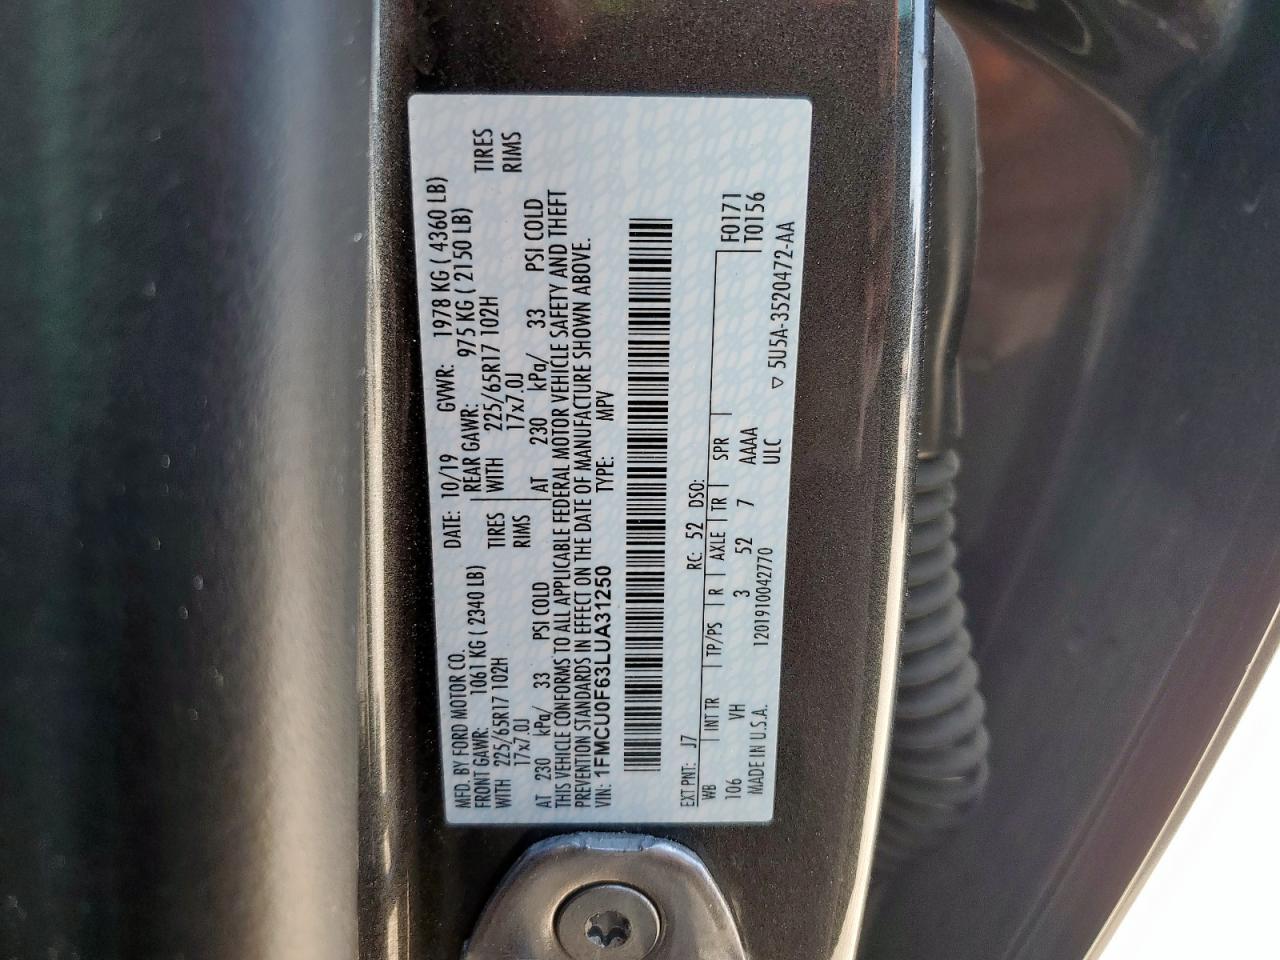 MFD. BY FORD MOTOR CO.
DATE: 10/19 GVWR: 1978 KG ( 4360 LB)
FRONT GAWR: 1061 KG ( 2340 LB) REAR GAWR: 975 KG ( 2150 LB)
WITH 225/65R17 102H TIRES WITH 225/65R17 102H TIRES
17x7.0J RIMS 17x7.0J RIMS
AT 230 kPa/ 33 PSI COLD AT 230 kPa/ 33 PSI COLD
THIS VEHICLE CONFORMS TO ALL APPLICABLE FEDERAL MOTOR VEHICLE SAFETY AND THEFT
PREVENTION STANDARDS IN EFFECT ON THE DATE OF MANUFACTURE SHOWN ABOVE.
VIN: 1FMCU0F63LUA31250 TYPE: MPV
EXT PNT: J7 RC: 52 DSO:
WB INT TR TP/PS R AXLE TR SPR F0171
106 VH 3 52 7 AAAA T0156
ULC
MADE IN U.S.A. 1201910042770 ▽ 5U5A-3520472-AA